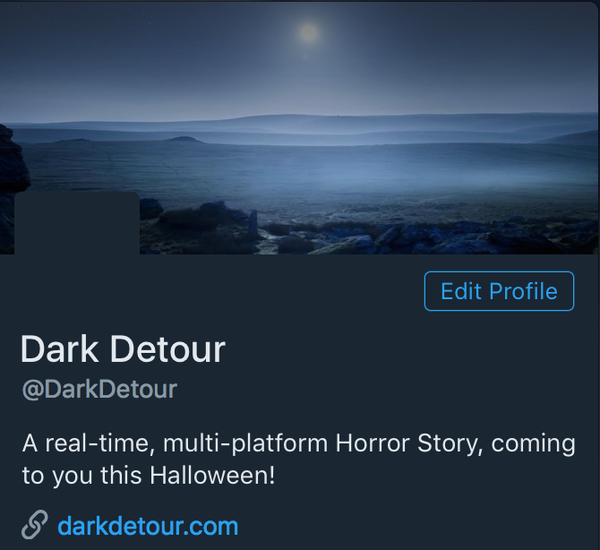 Edit Profile
Dark Detour
@DarkDetour
A real-time, multi-platform Horror Story, coming
to you this Halloween!
darkdetour.com